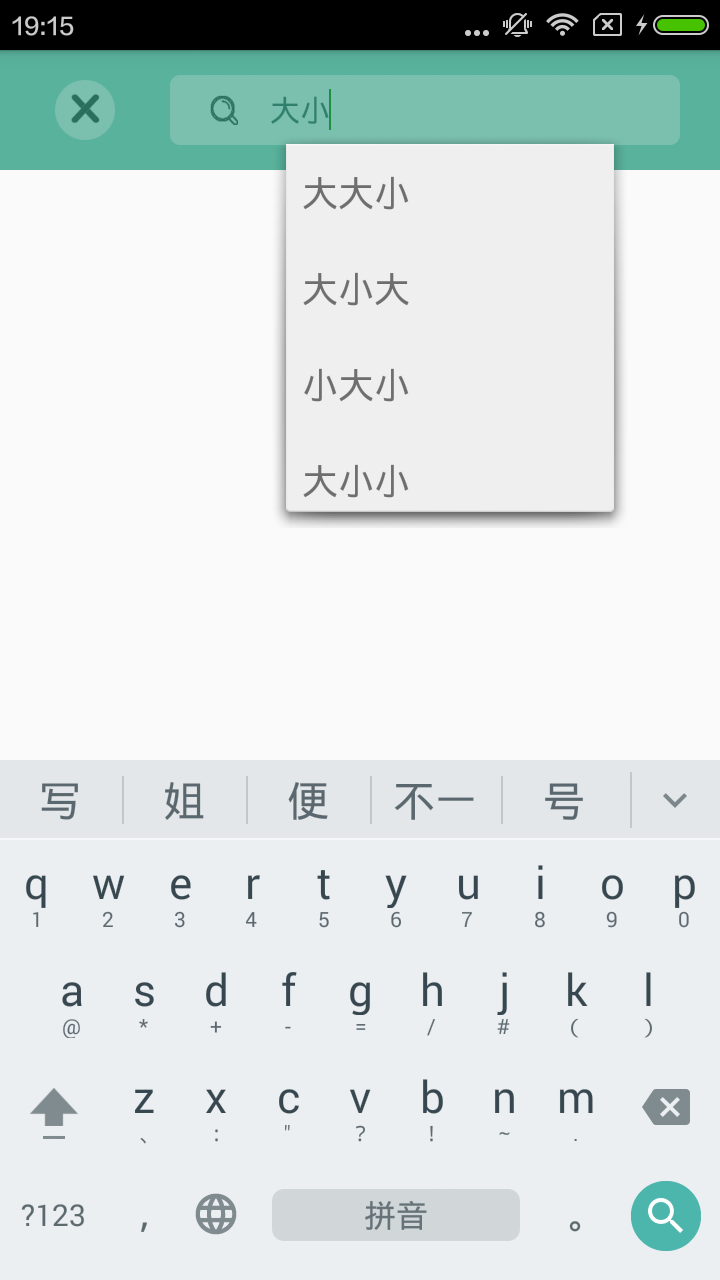 19:15
大小
大大小
大小大
小大小
大小小
写 姐 便 不一 号
q w e r t y u i o p
1 2 3 4 5 6 7 8 9 0
a s d f g h j k l
@ * + - = / # ( )
z x c v b n m
、 : " ? ! ~ .
?123 , 拼音 。